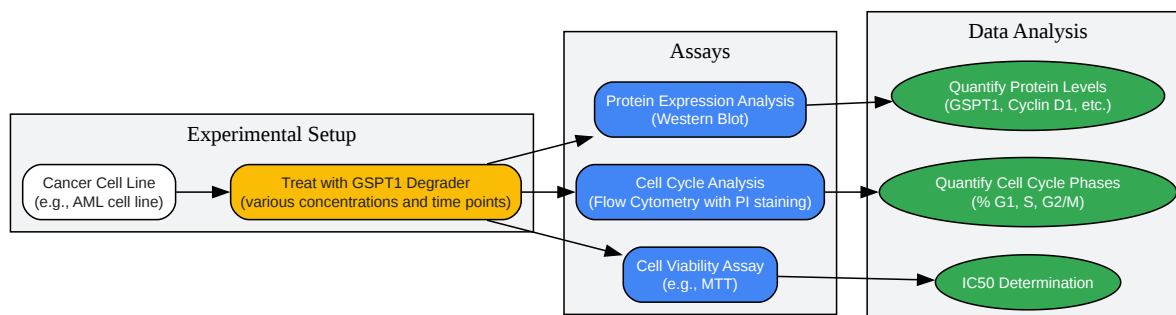 Experimental Setup
Cancer Cell Line
(e.g., AML cell line)
Treat with GSPT1 Degrader
(various concentrations and time points)
Assays
Protein Expression Analysis
(Western Blot)
Cell Cycle Analysis
(Flow Cytometry with PI staining)
Cell Viability Assay
(e.g., MTT)
Data Analysis
Quantify Protein Levels
(GSPT1, Cyclin D1, etc.)
Quantify Cell Cycle Phases
(% G1, S, G2/M)
IC50 Determination